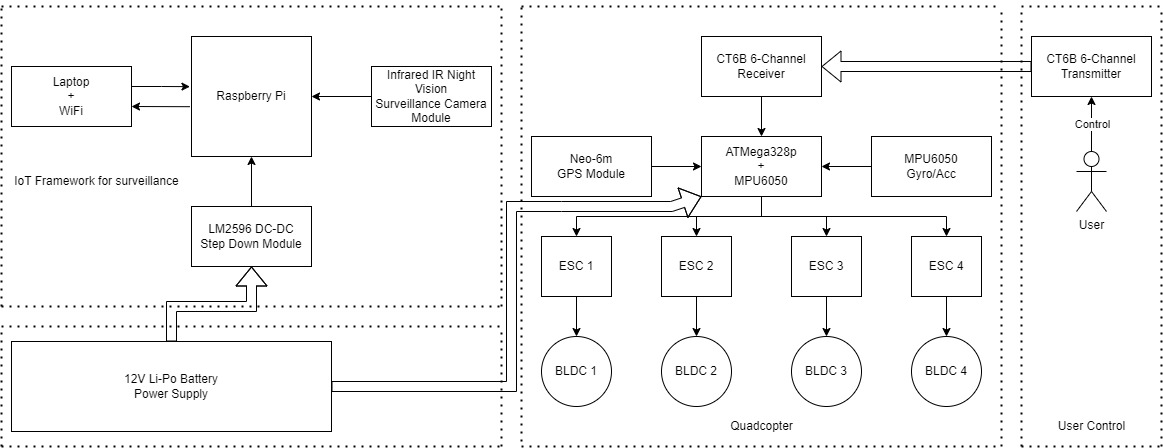 Laptop
+
WiFi
Raspberry Pi
Infrared IR Night
Vision
Surveillance Camera
Module
IoT Framework for surveillance
LM2596 DC-DC
Step Down Module
12V Li-Po Battery
Power Supply
CT6B 6-Channel
Receiver
Neo-6m
GPS Module
ATMega328p
+
MPU6050
MPU6050
Gyro/Acc
ESC 1
ESC 2
ESC 3
ESC 4
BLDC 1
BLDC 2
BLDC 3
BLDC 4
Quadcopter
CT6B 6-Channel
Transmitter
Control
User
User Control